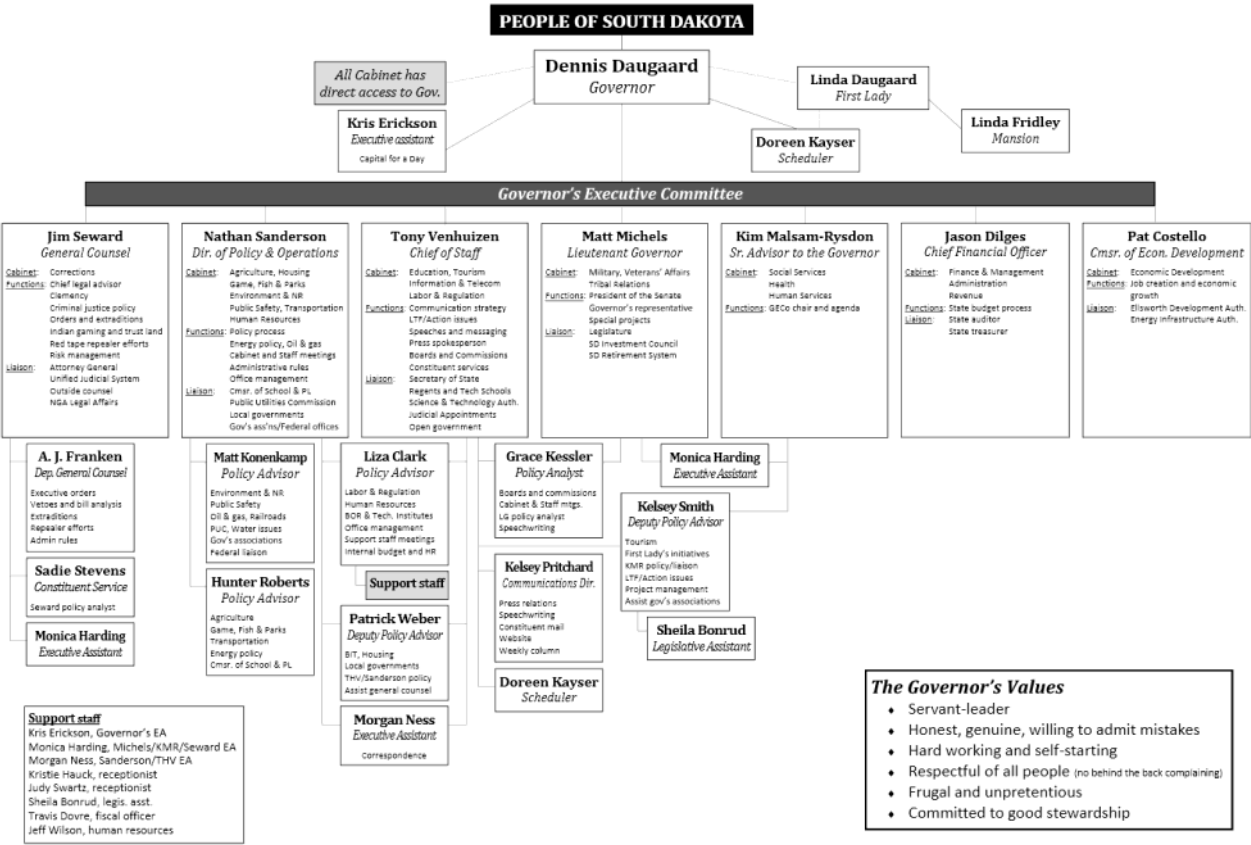 PEOPLE OF SOUTH DAKOTA
Dennis Daugaard
Governor
All Cabinet has
direct access to Gov.
Linda Daugaard
First Lady
Kris Erickson
Executive assistant
Capital for a Day
Doreen Kayser
Scheduler
Linda Fridley
Mansion
Governor's Executive Committee
Jim Seward
General Counsel
Cabinet: Corrections
Functions: Chief legal advisor
Clemency
Criminal justice policy
Orders and extraditions
Indian gaming and trust land
Red tape repealer efforts
Risk management
Liaison: Attorney General
Unified Judicial System
Outside counsel
NGA Legal Affairs
Nathan Sanderson
Dir. of Policy & Operations
Cabinet: Agriculture, Housing
Game, Fish & Parks
Environment & NR
Public Safety, Transportation
Human Resources
Functions: Policy process
Energy policy, Oil & gas
Cabinet and Staff meetings
Administrative rules
Office management
Liaison: Cmsr. of School & PL
Public Utilities Commission
Local governments
Gov's ass'ns/Federal offices
Tony Venhuizen
Chief of Staff
Cabinet: Education, Tourism
Information & Telecom
Labor & Regulation
Functions: Communication strategy
LTF/Action issues
Speeches and messaging
Press spokesperson
Boards and Commissions
Constituent services
Liaison: Secretary of State
Regents and Tech Schools
Science & Technology Auth.
Judicial Appointments
Open government
Matt Michels
Lieutenant Governor
Cabinet: Military, Veterans' Affairs
Tribal Relations
Functions: President of the Senate
Governor's representative
Special projects
Liaison: Legislature
SD Investment Council
SD Retirement System
Kim Malsam-Rysdon
Sr. Advisor to the Governor
Cabinet: Social Services
Health
Human Services
Functions: GECo chair and agenda
Jason Dilges
Chief Financial Officer
Cabinet: Finance & Management
Administration
Revenue
Functions: State budget process
Liaison: State auditor
State treasurer
Pat Costello
Cmsr. of Econ. Development
Cabinet: Economic Development
Functions: Job creation and economic
growth
Liaison: Ellsworth Development Auth.
Energy Infrastructure Auth.
A. J. Franken
Dep. General Counsel
Executive orders
Vetoes and bill analysis
Extraditions
Repealer efforts
Admin rules
Sadie Stevens
Constituent Service
Seward policy analyst
Monica Harding
Executive Assistant
Matt Konenkamp
Policy Advisor
Environment & NR
Public Safety
Oil & gas, Railroads
PUC, Water issues
Gov's associations
Federal liaison
Hunter Roberts
Policy Advisor
Agriculture
Game, Fish & Parks
Transportation
Energy policy
Cmsr. of School & PL
Liza Clark
Policy Advisor
Labor & Regulation
Human Resources
BOR & Tech. Institutes
Office management
Support staff meetings
Internal budget and HR
Support staff
Patrick Weber
Deputy Policy Advisor
BIT, Housing
Local governments
THV/Sanderson policy
Assist general counsel
Morgan Ness
Executive Assistant
Correspondence
Grace Kessler
Policy Analyst
Boards and commissions
Cabinet & Staff mtgs.
LG policy analyst
Speechwriting
Kelsey Pritchard
Communications Dir.
Press relations
Speechwriting
Constituent mail
Website
Weekly column
Doreen Kayser
Scheduler
Monica Harding
Executive Assistant
Kelsey Smith
Deputy Policy Advisor
Tourism
First Lady's initiatives
KMR policy/liaison
LTF/Action issues
Project management
Assist gov's associations
Sheila Bonrud
Legislative Assistant
Support staff
Kris Erickson, Governor's EA
Monica Harding, Michels/KMR/Seward EA
Morgan Ness, Sanderson/THV EA
Kristie Hauck, receptionist
Judy Swartz, receptionist
Sheila Bonrud, legis. asst.
Travis Dovre, fiscal officer
Jeff Wilson, human resources
The Governor's Values
♦ Servant-leader
♦ Honest, genuine, willing to admit mistakes
♦ Hard working and self-starting
♦ Respectful of all people (no behind the back complaining)
♦ Frugal and unpretentious
♦ Committed to good stewardship